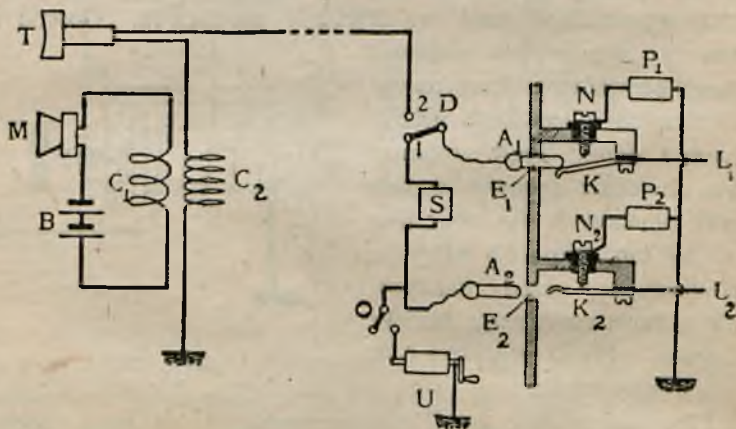 T
P₁
N
2 D
M
A₁
L₁
C₁
C₂
1
E₁
K
S
P₂
B
N₂
A₂
L₂
O
E₂
K₂
U